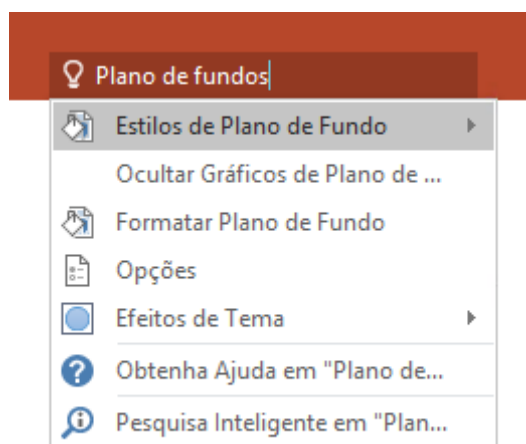 Plano de fundos
Estilos de Plano de Fundo
Ocultar Gráficos de Plano de ...
Formatar Plano de Fundo
Opções
Efeitos de Tema
Obtenha Ajuda em "Plano de...
Pesquisa Inteligente em "Plan...